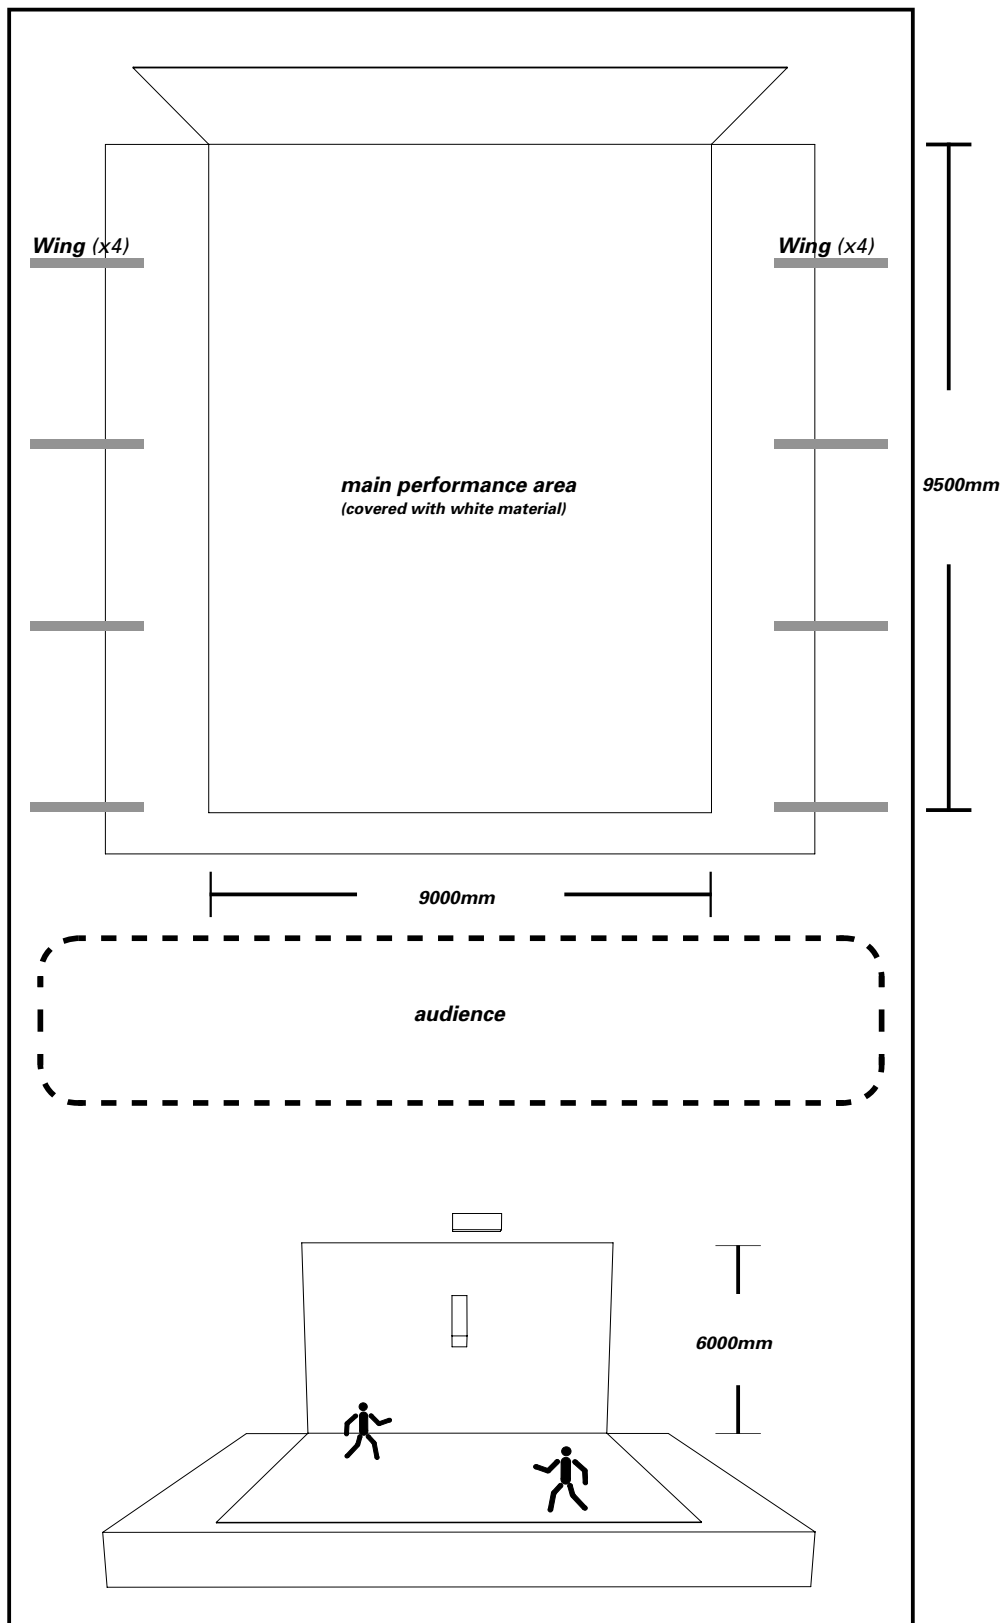 Wing (x4)
Wing (x4)
main performance area
(covered with white material)
9500mm
9000mm
audience
6000mm